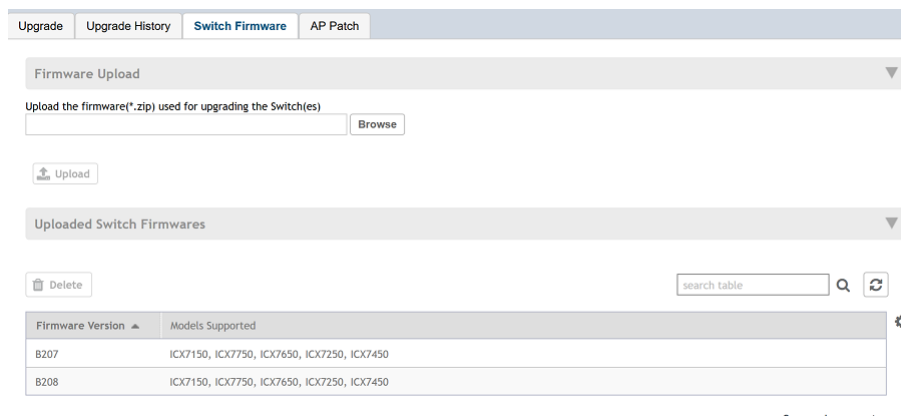 Upgrade Upgrade History Switch Firmware AP Patch
Firmware Upload
Upload the firmware(*.zip) used for upgrading the Switch(es)
Browse
Upload
Uploaded Switch Firmwares
Delete search table
Firmware Version Models Supported
B207 ICX7150, ICX7750, ICX7650, ICX7250, ICX7450
B208 ICX7150, ICX7750, ICX7650, ICX7250, ICX7450